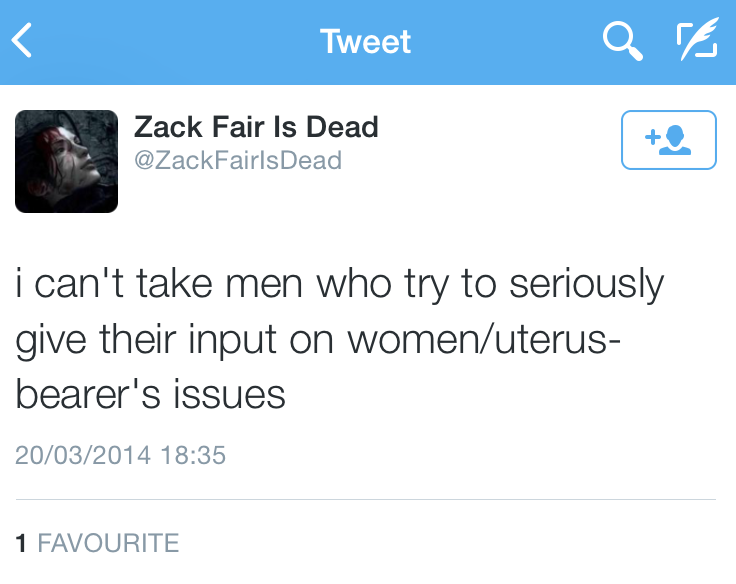 Tweet
Zack Fair Is Dead
@ZackFairIsDead
i can't take men who try to seriously
give their input on women/uterus-
bearer's issues
20/03/2014 18:35
1 FAVOURITE